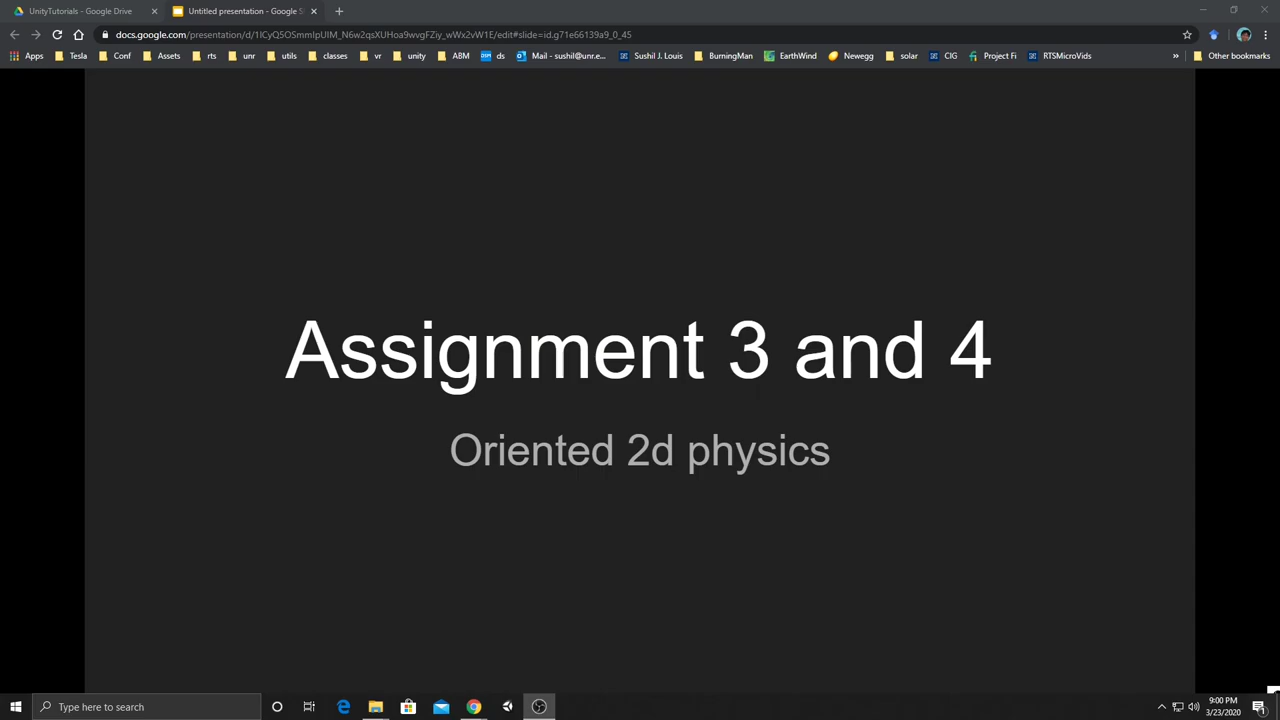 UnityTutorials - Google Drive
Untitled presentation - Google S
docs.google.com/presentation/d/1ICyQ5OSmmIpUIM_N6w2qsXUHoa9wvgFZiy_wWx2vW1E/edit#slide=id.g71e66139a9_0_45
Apps Tesla Conf Assets rts unr utils classes vr unity ABM ds Mail - sushil@unr.e... Sushil J. Louis BurningMan EarthWind Newegg solar CIG Project Fi RTSMicroVids » Other bookmarks
Assignment 3 and 4
Oriented 2d physics
Type here to search
9:00 PM
3/23/2020